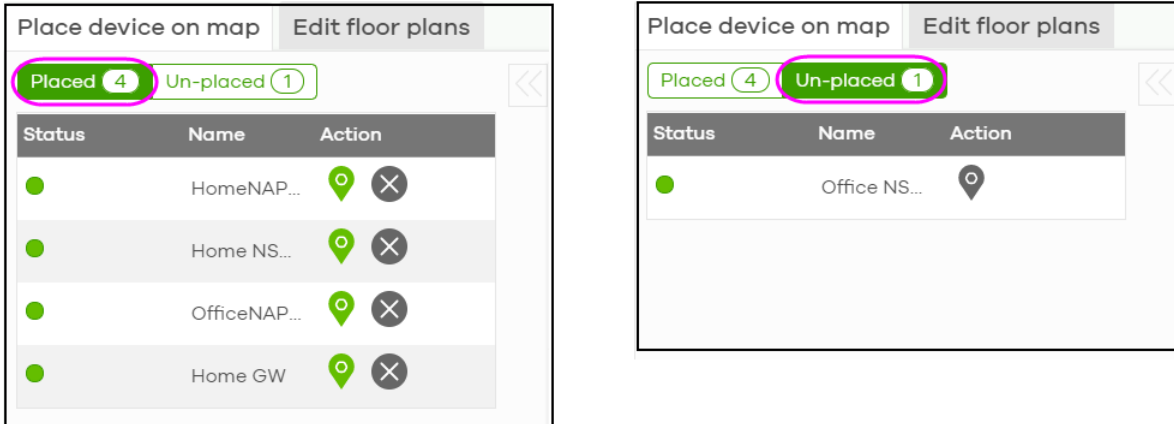 Place device on map Edit floor plans
Placed 4 Un-placed 1
Status Name Action
HomeNAP...
Home NS...
OfficeNAP...
Home GW
Place device on map Edit floor plans
Placed 4 Un-placed 1
Status Name Action
Office NS...